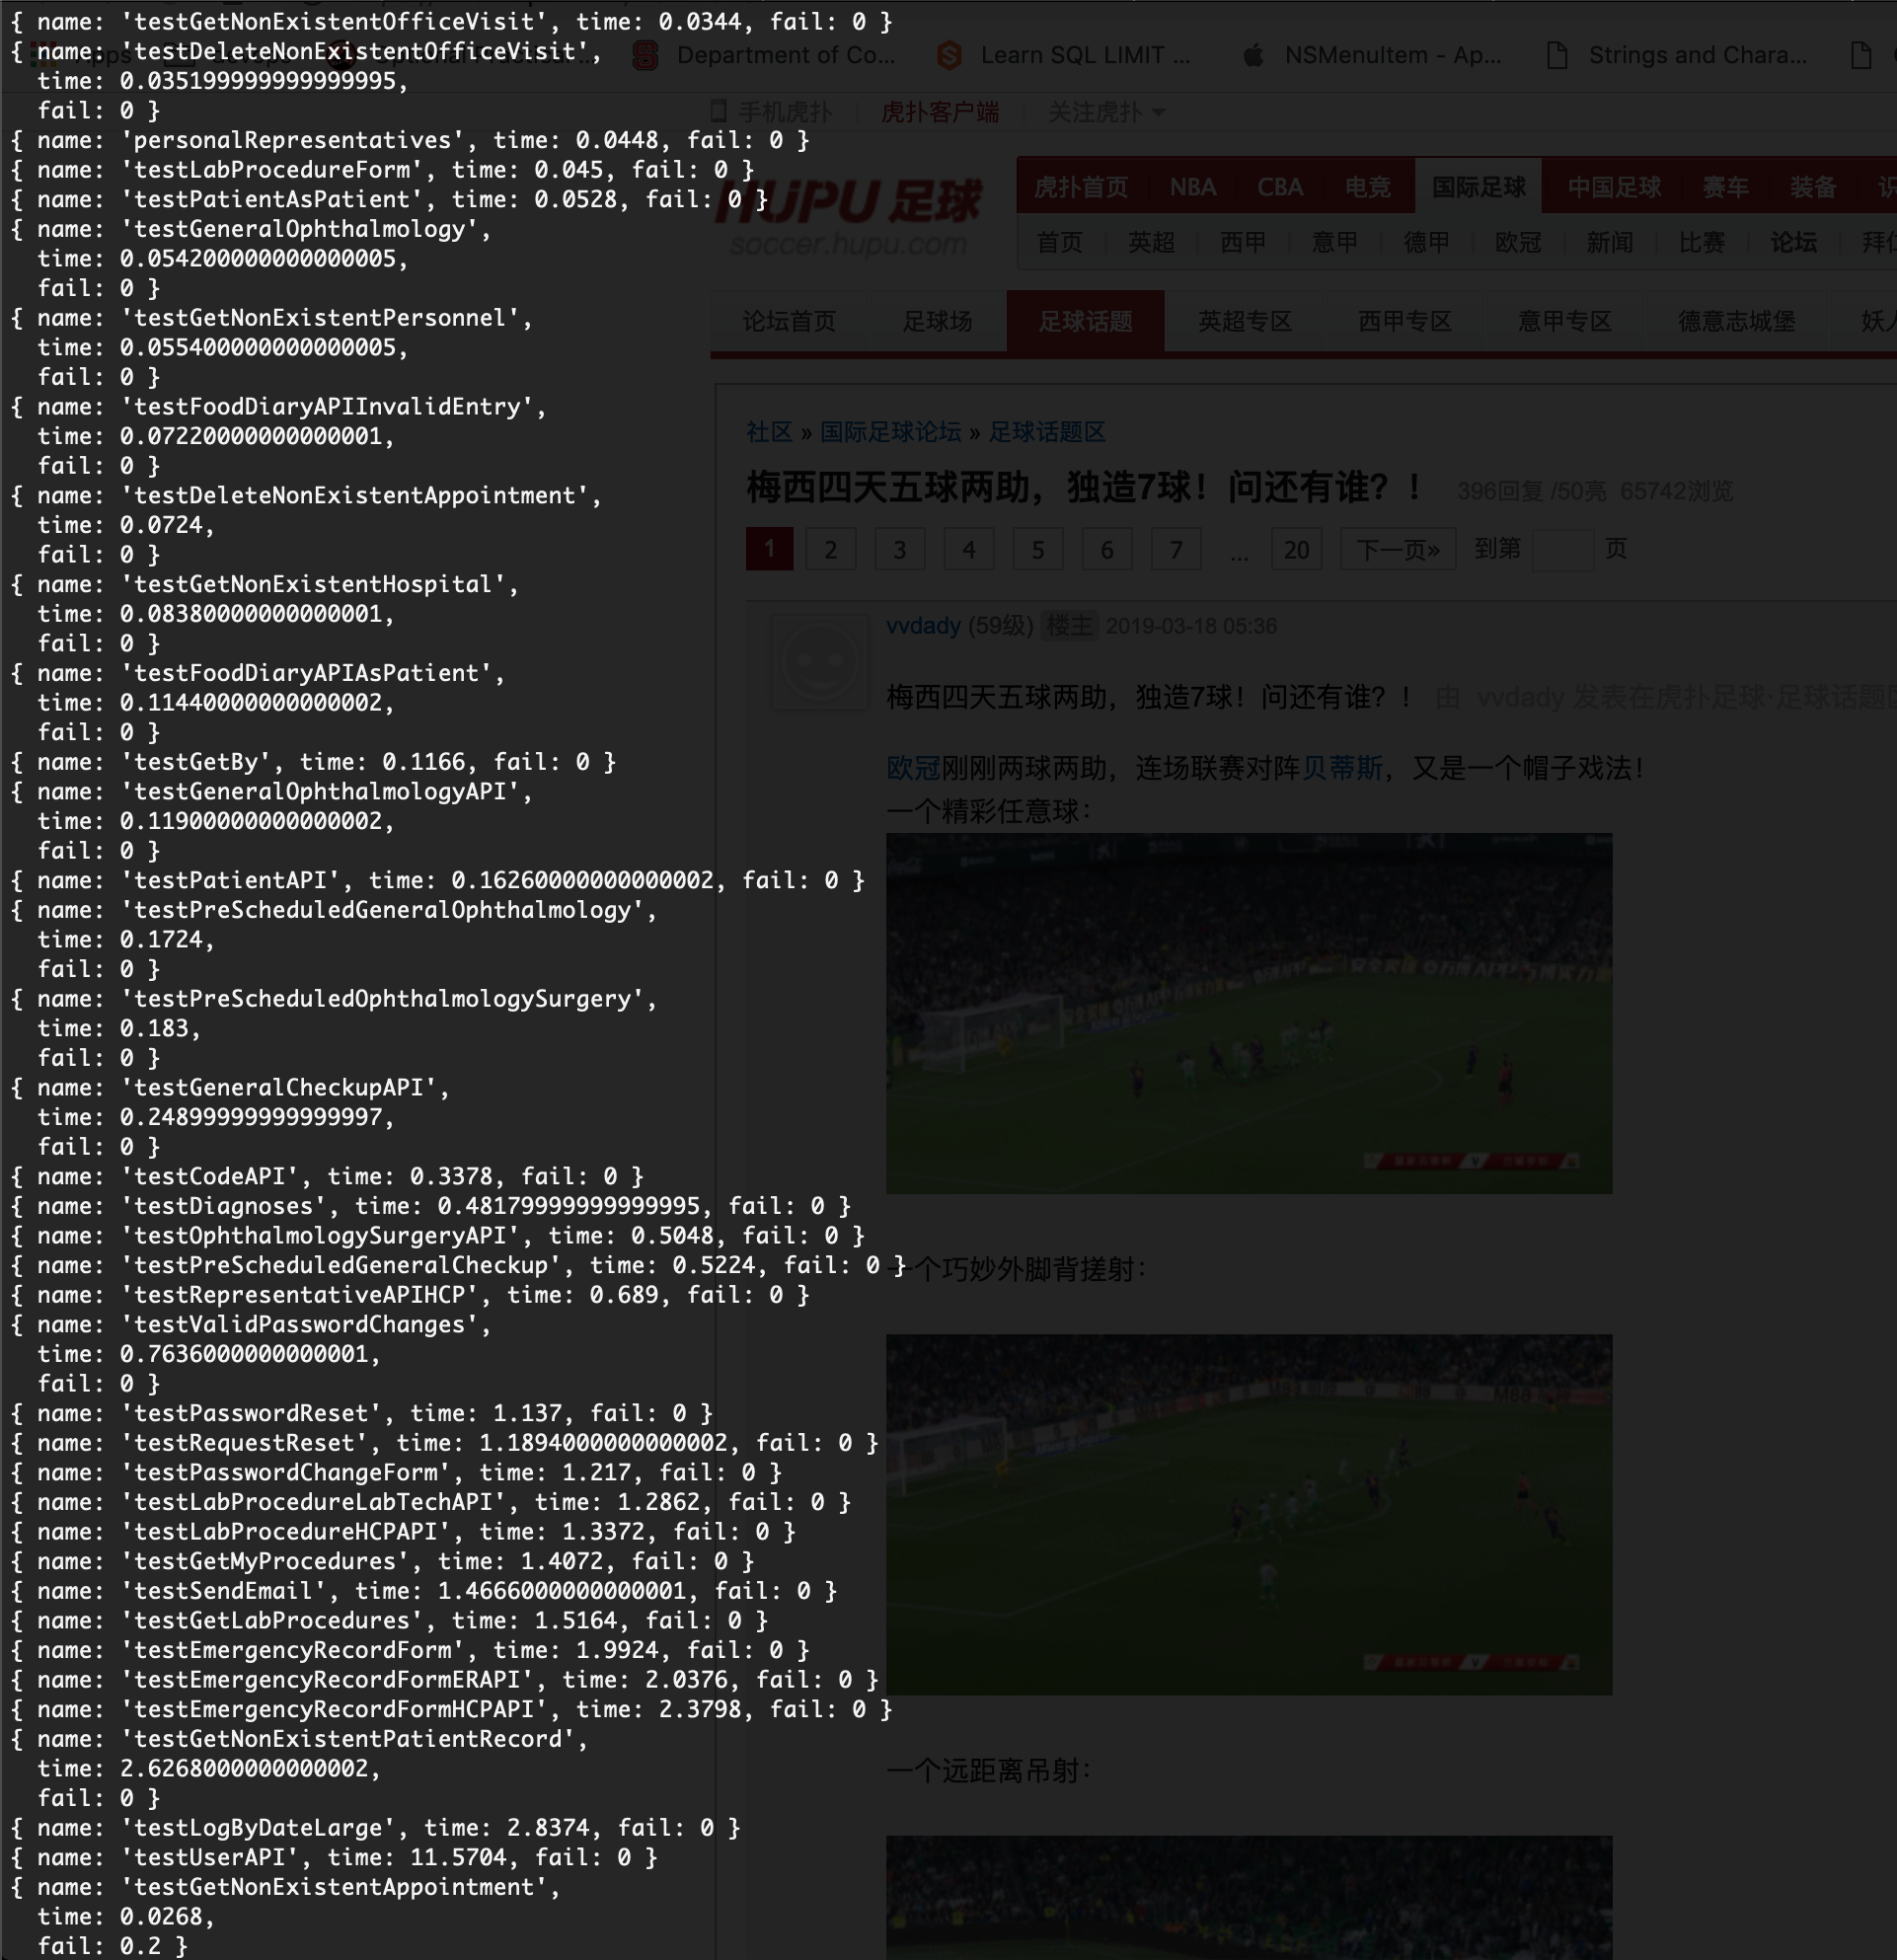 { name: 'testGetNonExistentOfficeVisit', time: 0.0344, fail: 0 }
{ name: 'testDeleteNonExistentOfficeVisit',
time: 0.035199999999999995,
fail: 0 }
{ name: 'personalRepresentatives', time: 0.0448, fail: 0 }
{ name: 'testLabProcedureForm', time: 0.045, fail: 0 }
{ name: 'testPatientAsPatient', time: 0.0528, fail: 0 }
{ name: 'testGeneralOphthalmology',
time: 0.054200000000000005,
fail: 0 }
{ name: 'testGetNonExistentPersonnel',
time: 0.055400000000000005,
fail: 0 }
{ name: 'testFoodDiaryAPIInvalidEntry',
time: 0.07220000000000001,
fail: 0 }
{ name: 'testDeleteNonExistentAppointment',
time: 0.0724,
fail: 0 }
{ name: 'testGetNonExistentHospital',
time: 0.08380000000000001,
fail: 0 }
{ name: 'testFoodDiaryAPIAsPatient',
time: 0.11440000000000002,
fail: 0 }
{ name: 'testGetBy', time: 0.1166, fail: 0 }
{ name: 'testGeneralOphthalmologyAPI',
time: 0.11900000000000002,
fail: 0 }
{ name: 'testPatientAPI', time: 0.16260000000000002, fail: 0 }
{ name: 'testPreScheduledGeneralOphthalmology',
time: 0.1724,
fail: 0 }
{ name: 'testPreScheduledOphthalmologySurgery',
time: 0.183,
fail: 0 }
{ name: 'testGeneralCheckupAPI',
time: 0.24899999999999997,
fail: 0 }
{ name: 'testCodeAPI', time: 0.3378, fail: 0 }
{ name: 'testDiagnoses', time: 0.48179999999999995, fail: 0 }
{ name: 'testOphthalmologySurgeryAPI', time: 0.5048, fail: 0 }
{ name: 'testPreScheduledGeneralCheckup', time: 0.5224, fail: 0 }
{ name: 'testRepresentativeAPIHCP', time: 0.689, fail: 0 }
{ name: 'testValidPasswordChanges',
time: 0.7636000000000001,
fail: 0 }
{ name: 'testPasswordReset', time: 1.137, fail: 0 }
{ name: 'testRequestReset', time: 1.1894000000000002, fail: 0 }
{ name: 'testPasswordChangeForm', time: 1.217, fail: 0 }
{ name: 'testLabProcedureLabTechAPI', time: 1.2862, fail: 0 }
{ name: 'testLabProcedureHCPAPI', time: 1.3372, fail: 0 }
{ name: 'testGetMyProcedures', time: 1.4072, fail: 0 }
{ name: 'testSendEmail', time: 1.4666000000000001, fail: 0 }
{ name: 'testGetLabProcedures', time: 1.5164, fail: 0 }
{ name: 'testEmergencyRecordForm', time: 1.9924, fail: 0 }
{ name: 'testEmergencyRecordFormERAPI', time: 2.0376, fail: 0 }
{ name: 'testEmergencyRecordFormHCPAPI', time: 2.3798, fail: 0 }
{ name: 'testGetNonExistentPatientRecord',
time: 2.6268000000000002,
fail: 0 }
{ name: 'testLogByDateLarge', time: 2.8374, fail: 0 }
{ name: 'testUserAPI', time: 11.5704, fail: 0 }
{ name: 'testGetNonExistentAppointment',
time: 0.0268,
fail: 0.2 }
Apps Department of Co... Learn SQL LIMIT ... NSMenuItem - Ap... Strings and Chara...
手机虎扑 虎扑客户端 关注虎扑
HUPU 足球
soccer.hupu.com
虎扑首页 NBA CBA 电竞 国际足球 中国足球 赛车 装备
首页 英超 西甲 意甲 德甲 欧冠 新闻 比赛 论坛
论坛首页 足球场 足球话题 英超专区 西甲专区 意甲专区 德意志城堡
社区 » 国际足球论坛 » 足球话题区
梅西四天五球两助，独造7球！问还有谁？！ 396回复 /50亮 65742浏览
1 2 3 4 5 6 7 ... 20 下一页» 到第 页
vvdady (59级) 楼主 2019-03-18 05:36
梅西四天五球两助，独造7球！问还有谁？！ 由 vvdady 发表在虎扑足球·足球话题
欧冠刚刚两球两助，连场联赛对阵贝蒂斯，又是一个帽子戏法！
一个精彩任意球：
一个巧妙外脚背搓射：
一个远距离吊射：